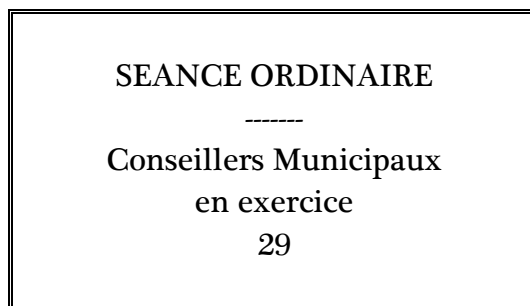 SEANCE ORDINAIRE
-------
Conseillers Municipaux
en exercice
29